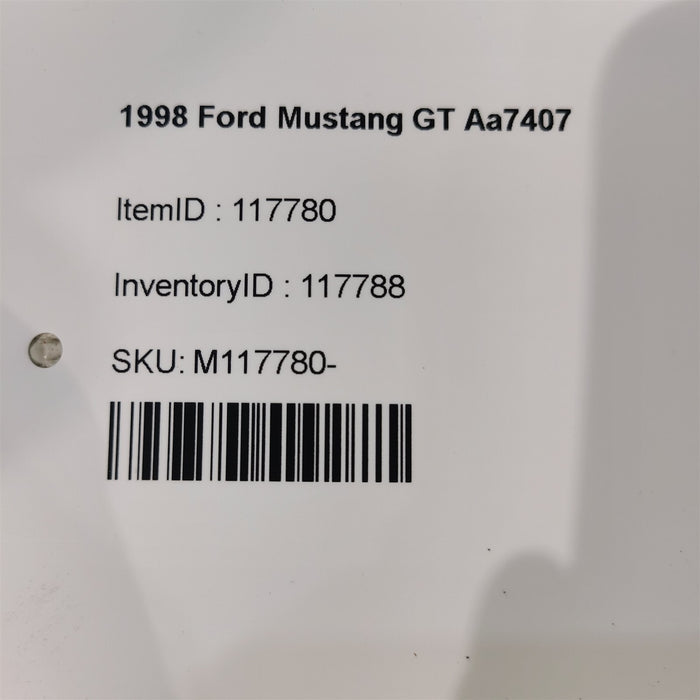 1998 Ford Mustang GT Aa7407
ItemID : 117780
InventoryID : 117788
SKU: M117780-